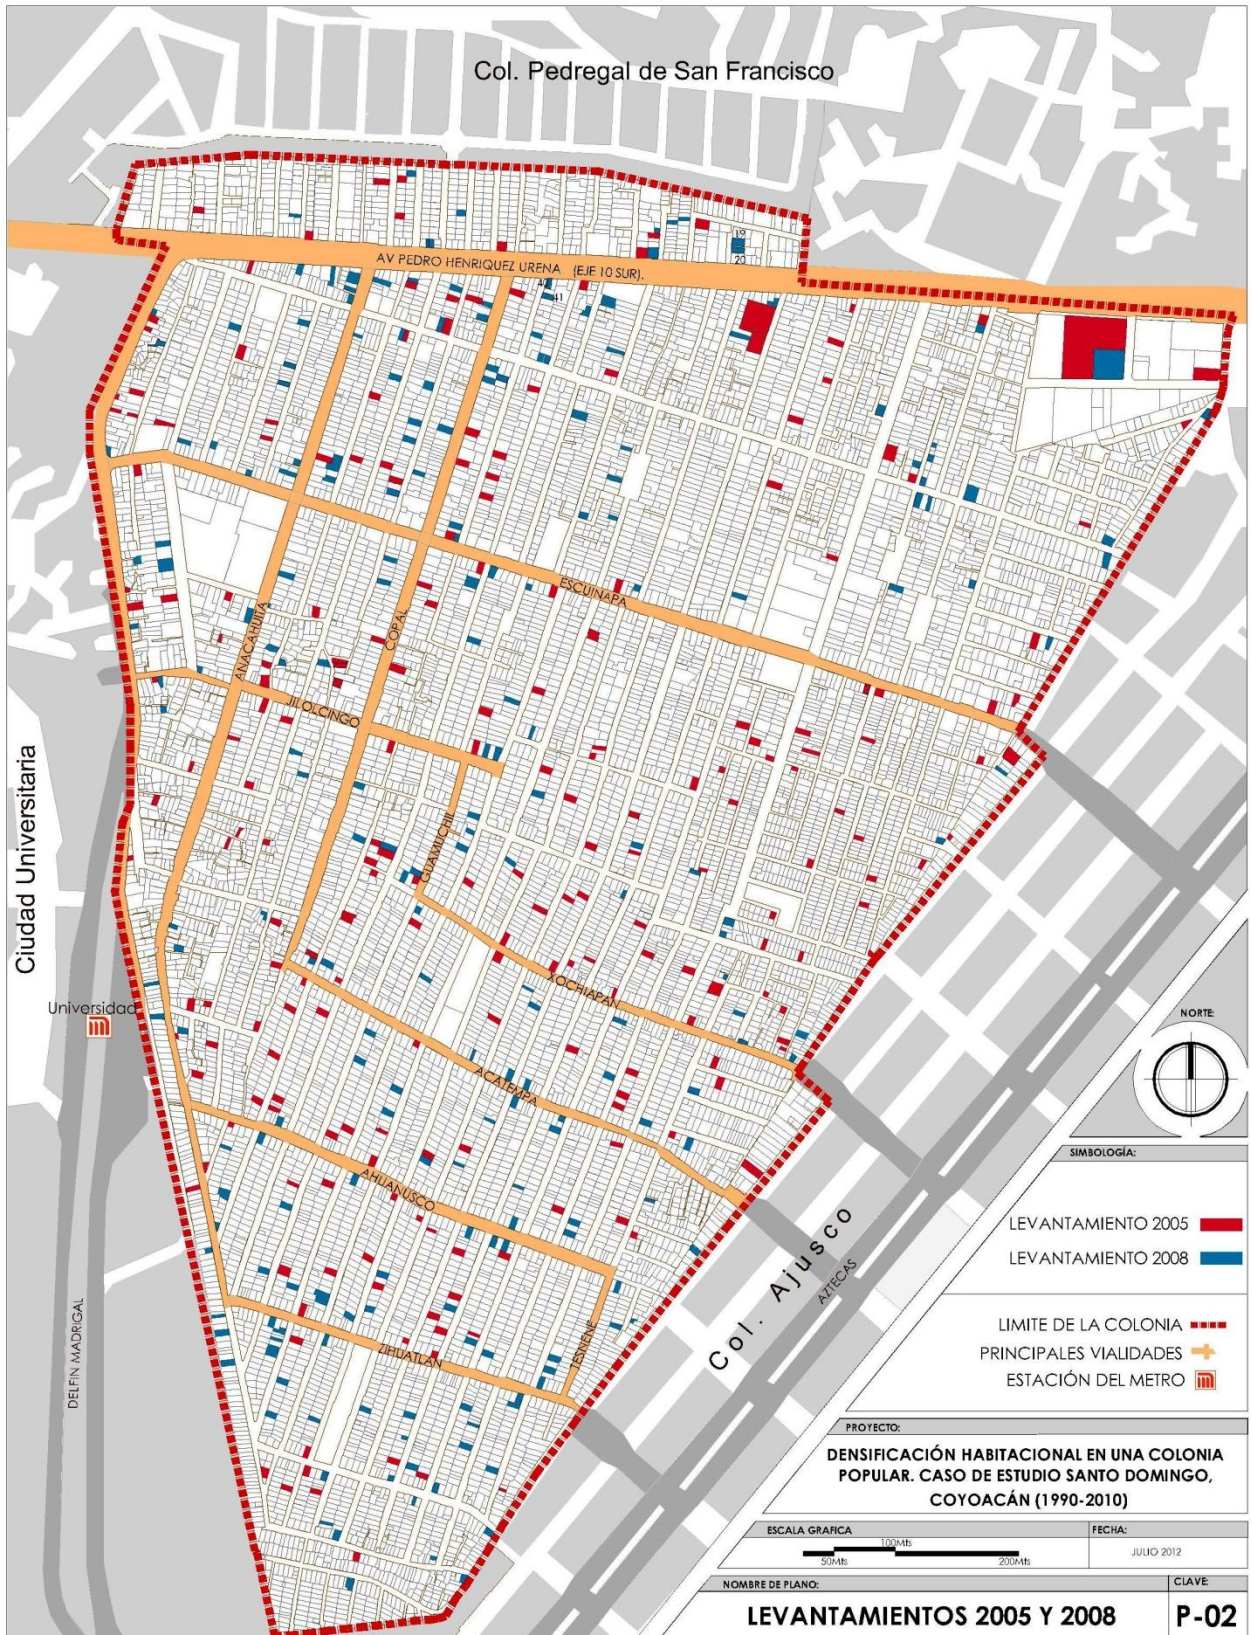 Col. Pedregal de San Francisco
19
20
AV PEDRO HENRIQUEZ URENA (EJE 10 SUR).
40
41
ESCUINAPA
ANACAHUITA
COPAL
JILOLCINGO
GUAMUCHIL
Ciudad Universitaria
Universidad
XOCHIAPAN
ACATEMPA
AHUANUSCO
ZIHUATLAN
TESNENE
DELFIN MADRIGAL
Col. Ajusco
AZTECAS
NORTE:
SIMBOLOGÍA:
LEVANTAMIENTO 2005
LEVANTAMIENTO 2008
LIMITE DE LA COLONIA
PRINCIPALES VIALIDADES
ESTACIÓN DEL METRO
PROYECTO:
DENSIFICACIÓN HABITACIONAL EN UNA COLONIA
POPULAR. CASO DE ESTUDIO SANTO DOMINGO,
COYOACÁN (1990-2010)
ESCALA GRAFICA
100Mts
50Mts
200Mts
FECHA:
JULIO 2012
NOMBRE DE PLANO:
LEVANTAMIENTOS 2005 Y 2008
CLAVE:
P-02